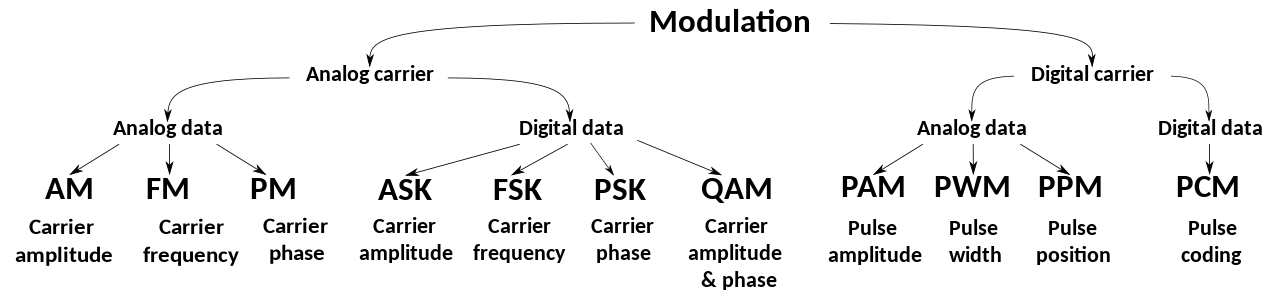 Modulation
Analog carrier
Digital carrier
Analog data
Digital data
Analog data
Digital data
AM
FM
PM
ASK
FSK
PSK
QAM
PAM
PWM
PPM
PCM
Carrier
amplitude
Carrier
frequency
Carrier
phase
Carrier
amplitude
Carrier
frequency
Carrier
phase
Carrier
amplitude
& phase
Pulse
amplitude
Pulse
width
Pulse
position
Pulse
coding